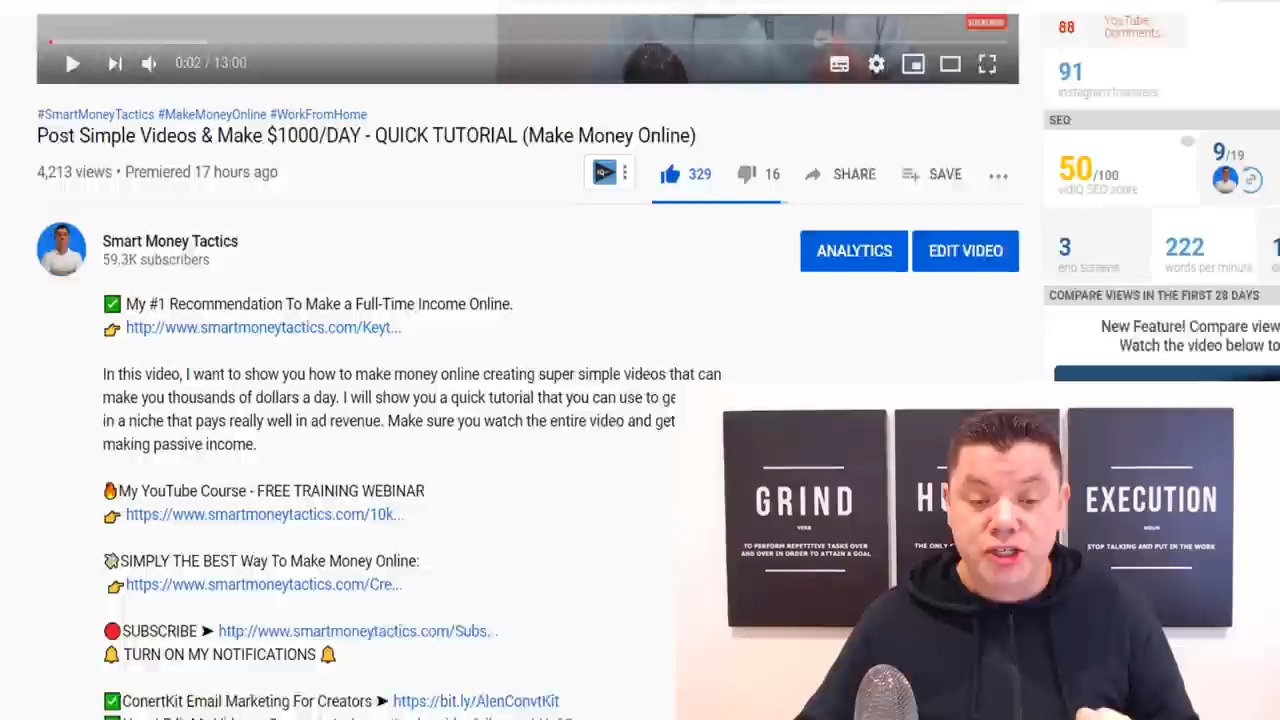 SUBSCRIBED
0:02 / 13:00
#SmartMoneyTactics #MakeMoneyOnline #WorkFromHome
Post Simple Videos & Make $1000/DAY - QUICK TUTORIAL (Make Money Online)
4,213 views • Premiered 17 hours ago
329
16
SHARE
SAVE
Smart Money Tactics
59.3K subscribers
ANALYTICS
EDIT VIDEO
✅ My #1 Recommendation To Make a Full-Time Income Online.
👉 http://www.smartmoneytactics.com/Keyt...
In this video, I want to show you how to make money online creating super simple videos that can
make you thousands of dollars a day. I will show you a quick tutorial that you can use to ge
in a niche that pays really well in ad revenue. Make sure you watch the entire video and get
making passive income.
🔥My YouTube Course - FREE TRAINING WEBINAR
👉 https://www.smartmoneytactics.com/10k...
💸SIMPLY THE BEST Way To Make Money Online:
👉https://www.smartmoneytactics.com/Cre...
🔴SUBSCRIBE ➤ http://www.smartmoneytactics.com/Subs...
🔔 TURN ON MY NOTIFICATIONS 🔔
✅ConertKit Email Marketing For Creators ➤ https://bit.ly/AlenConvtKit
88
YouTube
Comments
91
instagram followers
SEO
50/100
vidIQ SEO score
9/19
3
end screens
222
words per minute
1
COMPARE VIEWS IN THE FIRST 28 DAYS
New Feature! Compare view
Watch the video below to
GRIND
VERB
TO PERFORM REPETITIVE TASKS OVER
AND OVER IN ORDER TO ATTAIN A GOAL
H
THE ONLY
EXECUTION
NOUN
STOP TALKING AND PUT IN THE WORK